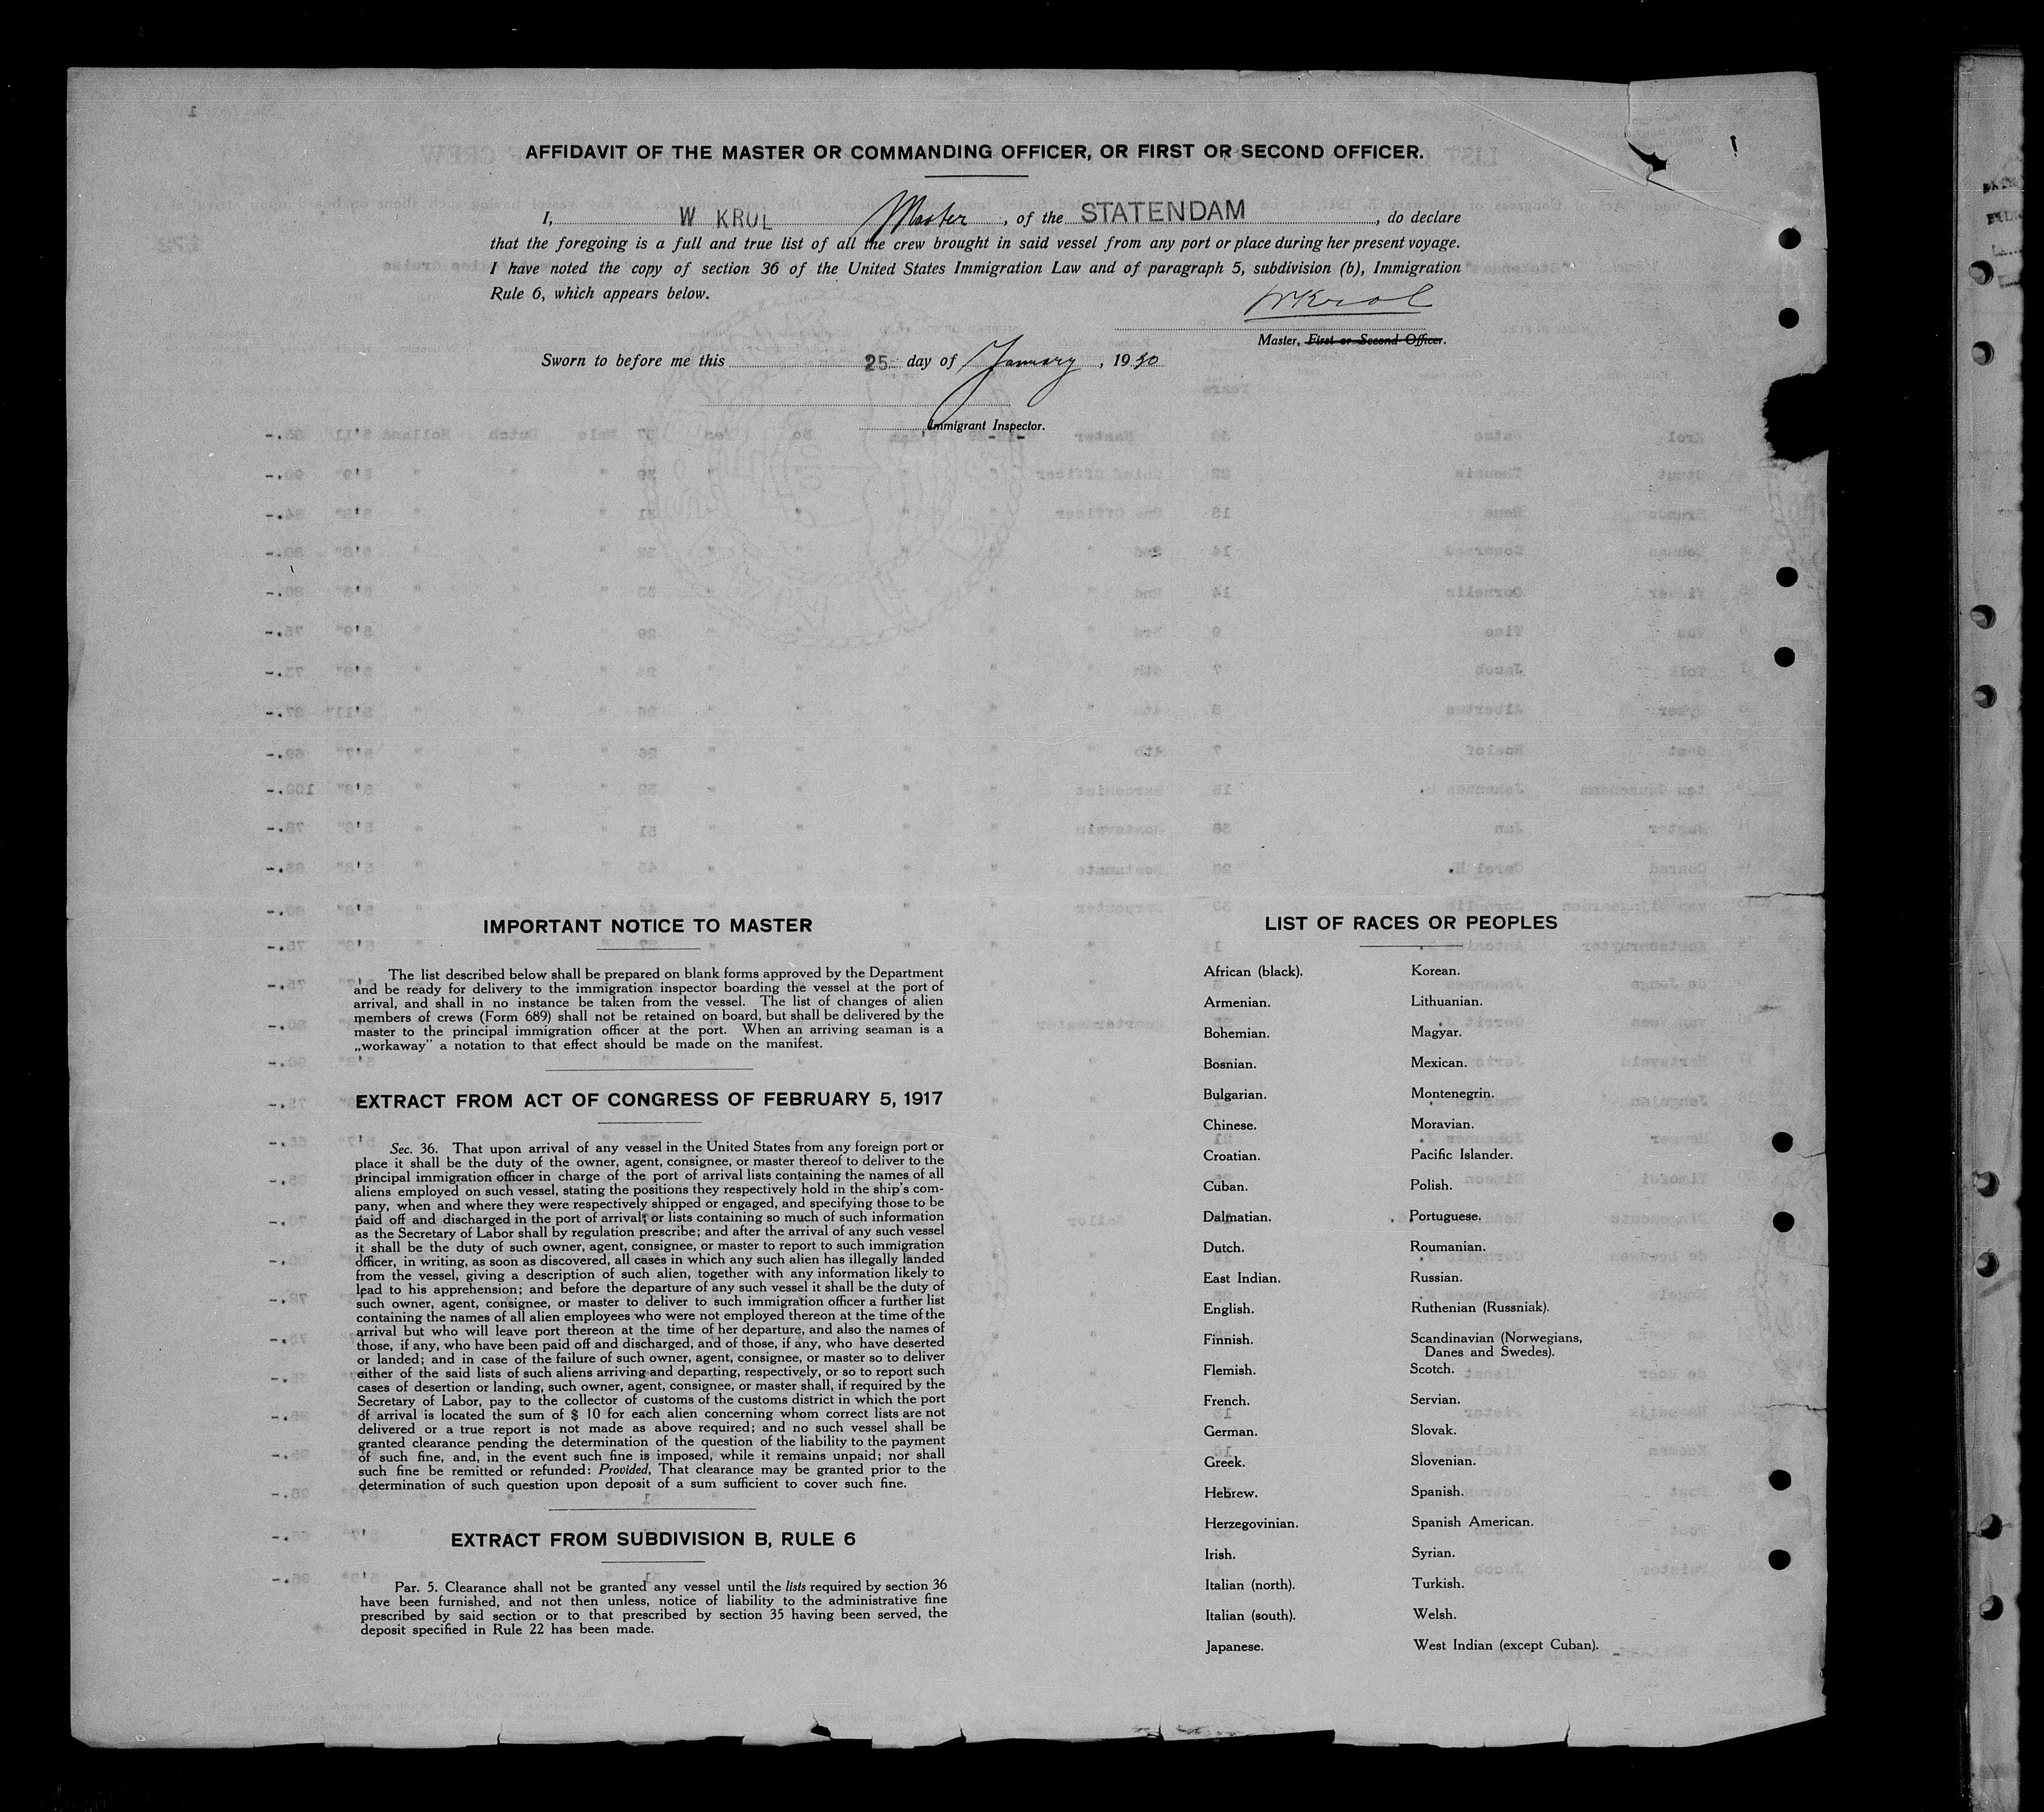 AFFIDAVIT OF THE MASTER OR COMMANDING OFFICER, OR FIRST OR SECOND OFFICER.
I, W KROL Master, of the STATENDAM, do declare
that the foregoing is a full and true list of all the crew brought in said vessel from any port or place during her present voyage.
I have noted the copy of section 36 of the United States Immigration Law and of paragraph 5, subdivision (b), Immigration
Rule 6, which appears below.
WKrol
Master, First or Second Officer.
Sworn to before me this 25 day of January, 1930
Immigrant Inspector.
IMPORTANT NOTICE TO MASTER
The list described below shall be prepared on blank forms approved by the Department
and be ready for delivery to the immigration inspector boarding the vessel at the port of
arrival, and shall in no instance be taken from the vessel. The list of changes of alien
members of crews (Form 689) shall not be retained on board, but shall be delivered by the
master to the principal immigration officer at the port. When an arriving seaman is a
„workaway" a notation to that effect should be made on the manifest.
EXTRACT FROM ACT OF CONGRESS OF FEBRUARY 5, 1917
Sec. 36. That upon arrival of any vessel in the United States from any foreign port or
place it shall be the duty of the owner, agent, consignee, or master thereof to deliver to the
principal immigration officer in charge of the port of arrival lists containing the names of all
aliens employed on such vessel, stating the positions they respectively hold in the ship's com-
pany, when and where they were respectively shipped or engaged, and specifying those to be
paid off and discharged in the port of arrival; or lists containing so much of such information
as the Secretary of Labor shall by regulation prescribe; and after the arrival of any such vessel
it shall be the duty of such owner, agent, consignee, or master to report to such immigration
officer, in writing, as soon as discovered, all cases in which any such alien has illegally landed
from the vessel, giving a description of such alien, together with any information likely to
lead to his apprehension; and before the departure of any such vessel it shall be the duty of
such owner, agent, consignee, or master to deliver to such immigration officer a further list
containing the names of all alien employees who were not employed thereon at the time of the
arrival but who will leave port thereon at the time of her departure, and also the names of
those, if any, who have been paid off and discharged, and of those, if any, who have deserted
or landed; and in case of the failure of such owner, agent, consignee, or master so to deliver
either of the said lists of such aliens arriving and departing, respectively, or so to report such
cases of desertion or landing, such owner, agent, consignee, or master shall, if required by the
Secretary of Labor, pay to the collector of customs of the customs district in which the port
of arrival is located the sum of $ 10 for each alien concerning whom correct lists are not
delivered or a true report is not made as above required; and no such vessel shall be
granted clearance pending the determination of the question of the liability to the payment
of such fine, and, in the event such fine is imposed, while it remains unpaid; nor shall
such fine be remitted or refunded: Provided, That clearance may be granted prior to the
determination of such question upon deposit of a sum sufficient to cover such fine.
EXTRACT FROM SUBDIVISION B, RULE 6
Par. 5. Clearance shall not be granted any vessel until the lists required by section 36
have been furnished, and not then unless, notice of liability to the administrative fine
prescribed by said section or to that prescribed by section 35 having been served, the
deposit specified in Rule 22 has been made.
LIST OF RACES OR PEOPLES
African (black).
Armenian.
Bohemian.
Bosnian.
Bulgarian.
Chinese.
Croatian.
Cuban.
Dalmatian.
Dutch.
East Indian.
English.
Finnish.
Flemish.
French.
German.
Greek.
Hebrew.
Herzegovinian.
Irish.
Italian (north).
Italian (south).
Japanese.
Korean.
Lithuanian.
Magyar.
Mexican.
Montenegrin.
Moravian.
Pacific Islander.
Polish.
Portuguese.
Roumanian.
Russian.
Ruthenian (Russniak).
Scandinavian (Norwegians,
Danes and Swedes).
Scotch.
Servian.
Slovak.
Slovenian.
Spanish.
Spanish American.
Syrian.
Turkish.
Welsh.
West Indian (except Cuban).